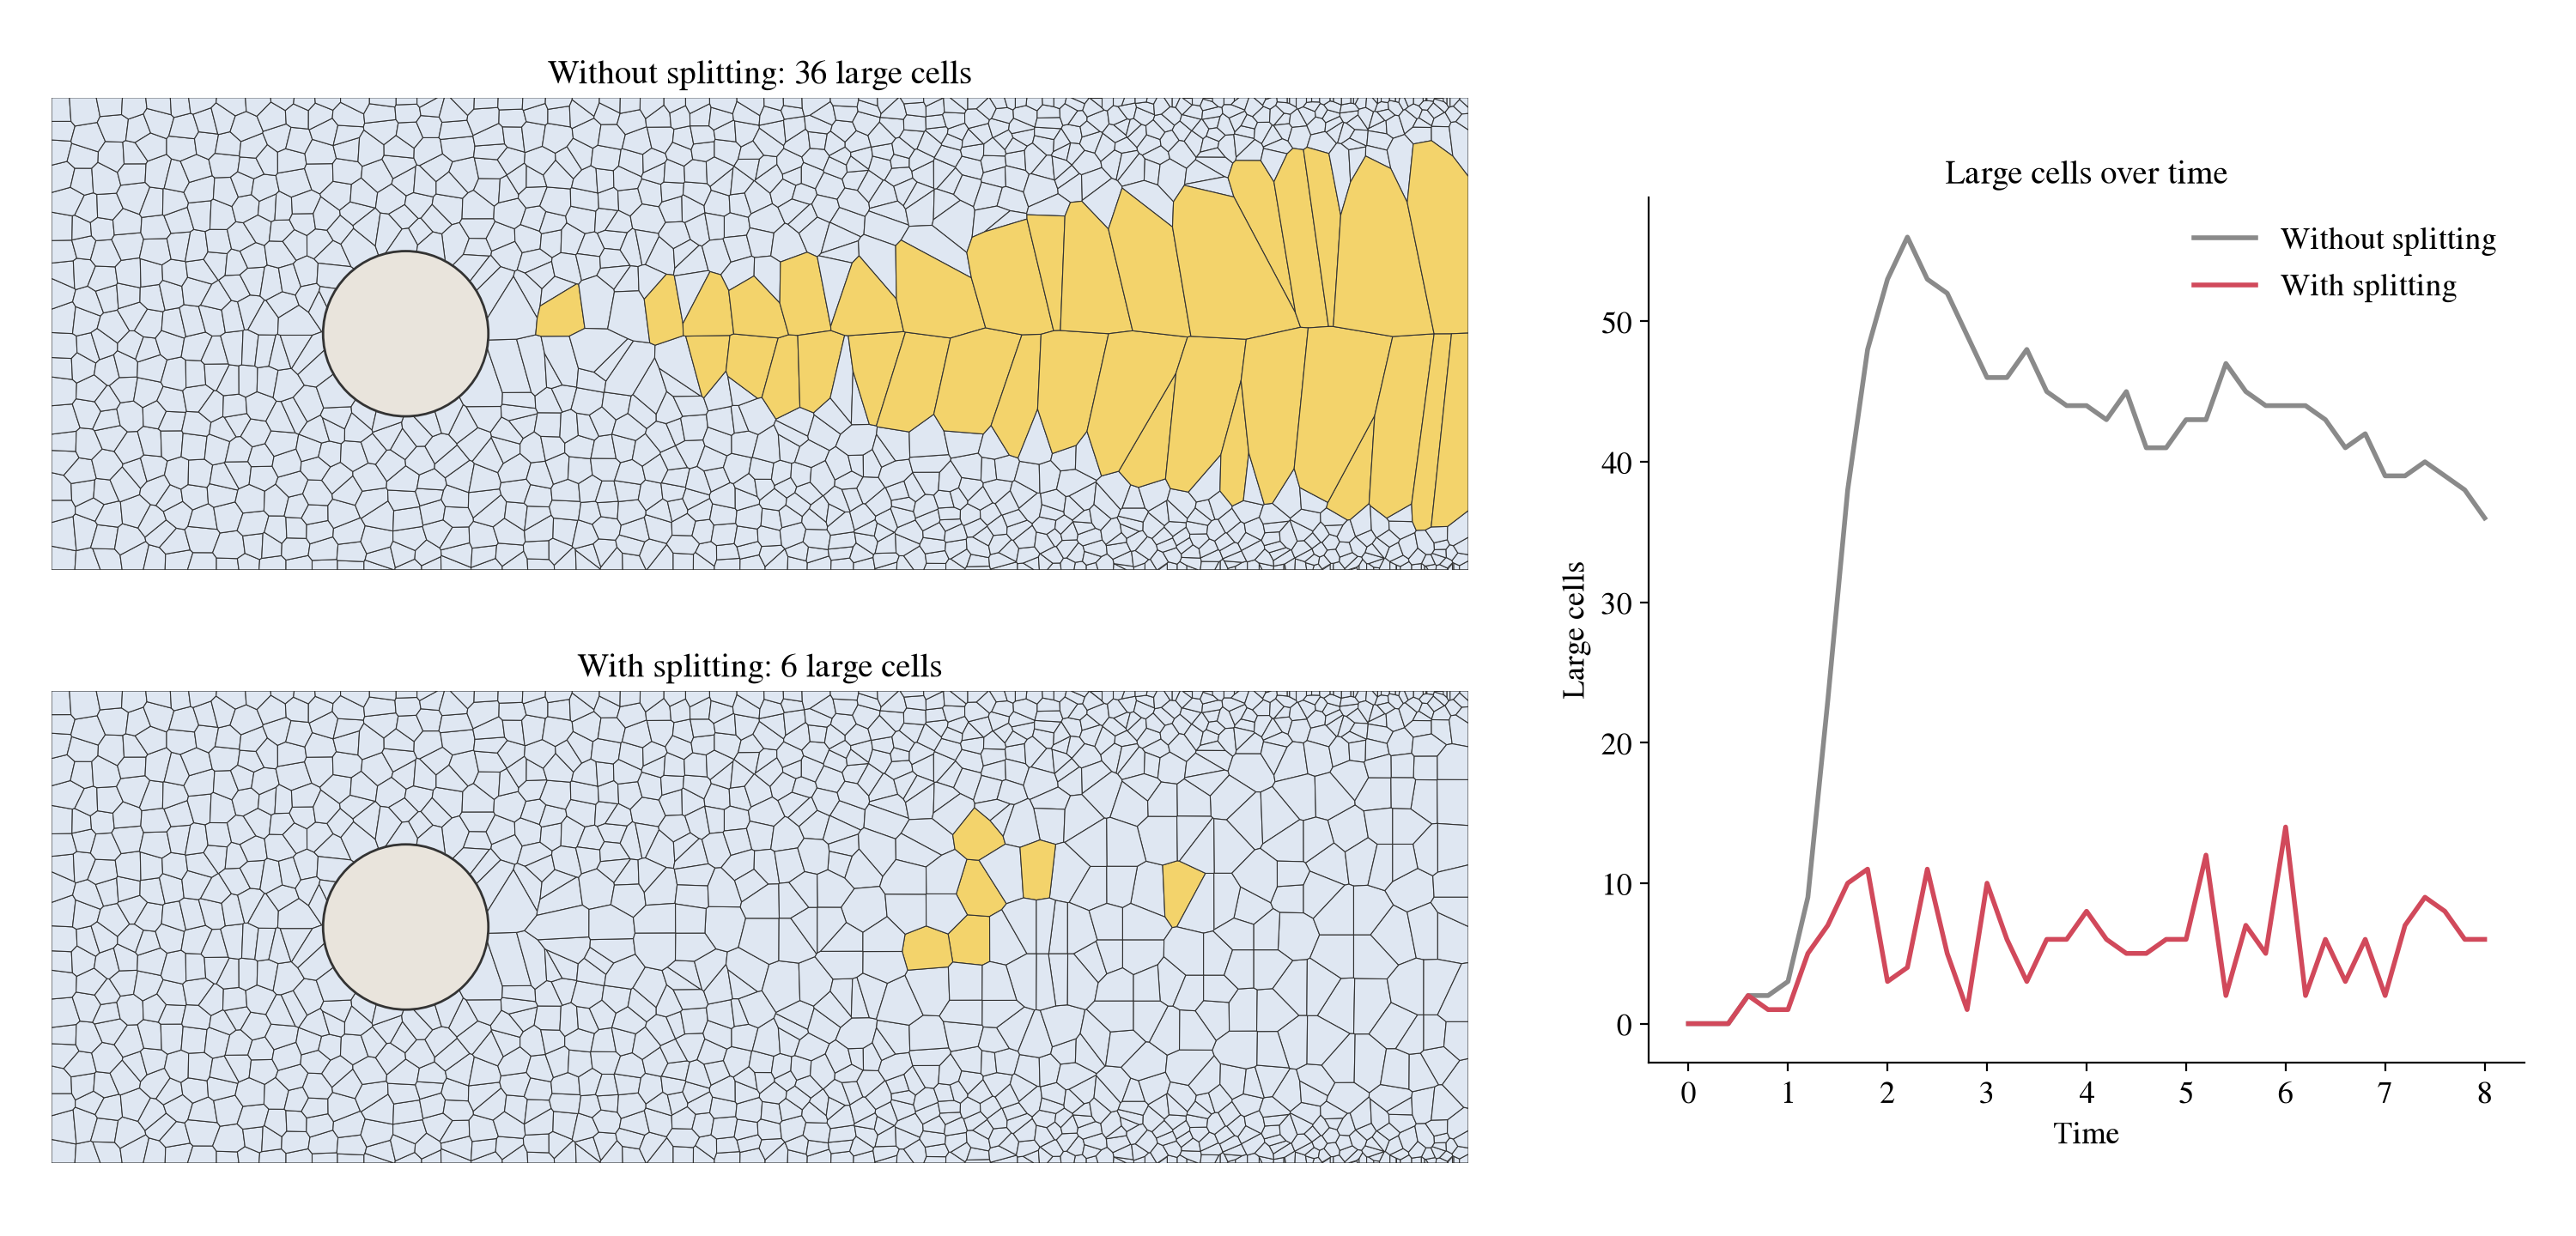 Without splitting: 36 large cells
With splitting: 6 large cells
Large cells over time
Without splitting
With splitting
Large cells
50
40
30
20
10
0
0 1 2 3 4 5 6 7 8
Time